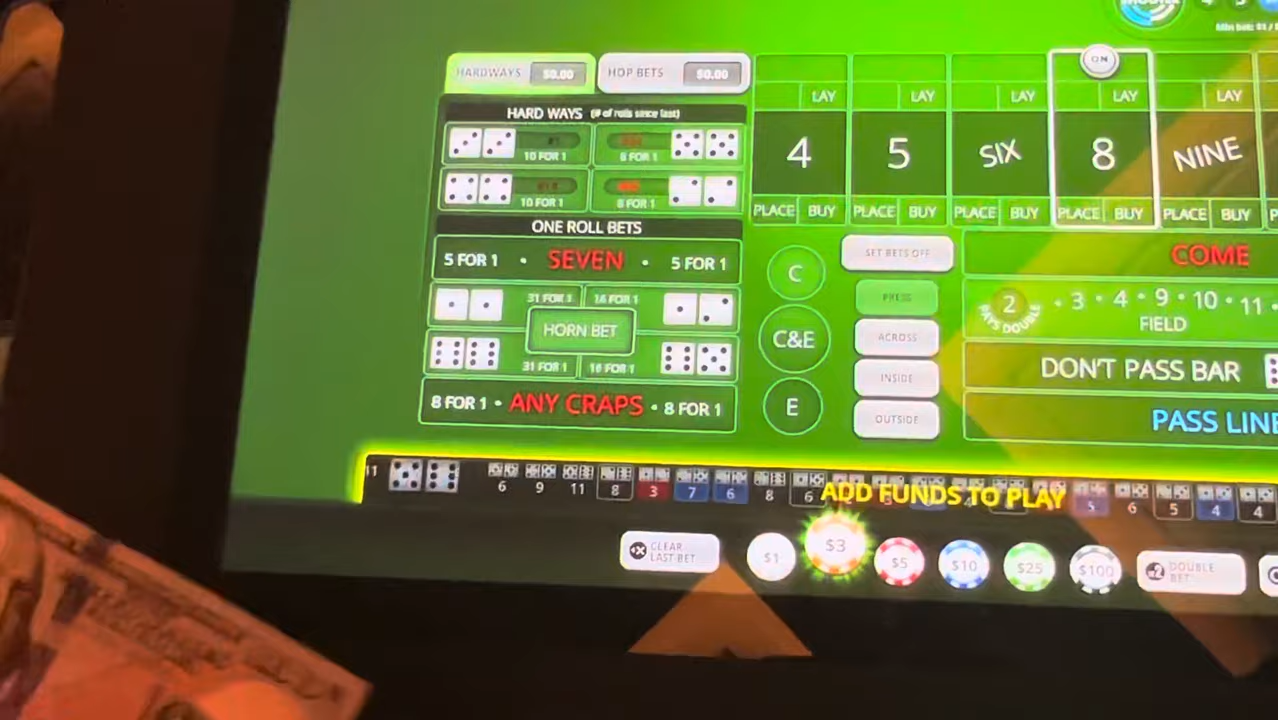 HARDWAYS $0.00 HOP BETS $0.00
ON
LAY LAY LAY LAY LAY
HARD WAYS (# of rolls since last)
10 FOR 1 8 FOR 1
10 FOR 1 8 FOR 1
4 5 SIX 8 NINE
PLACE BUY PLACE BUY PLACE BUY PLACE BUY PLACE BUY
ONE ROLL BETS
5 FOR 1 • SEVEN • 5 FOR 1
31 FOR 1 16 FOR 1
HORN BET
31 FOR 1 16 FOR 1
8 FOR 1 • ANY CRAPS • 8 FOR 1
C
C&E
E
SET BETS OFF
PRESS
ACROSS
INSIDE
OUTSIDE
COME
2 • 3 • 4 • 9 • 10 • 11
PAYS DOUBLE
FIELD
DON'T PASS BAR
PASS LINE
11 6 9 11 8 3 7 6 8 6 5 6 5 4 4
ADD FUNDS TO PLAY
CLEAR
LAST BET
$1 $3 $5 $10 $25 $100
x2 DOUBLE
BET